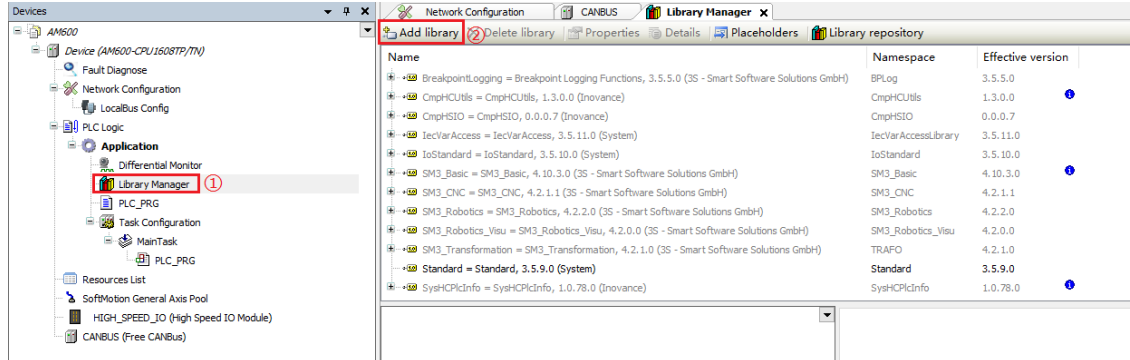 Devices
AM600
Device (AM600-CPU1608TP/TN)
Fault Diagnose
Network Configuration
LocalBus Config
PLC Logic
Application
Differential Monitor
Library Manager ①
PLC_PRG
Task Configuration
MainTask
PLC_PRG
Resources List
SoftMotion General Axis Pool
HIGH_SPEED_IO (High Speed IO Module)
CANBUS (Free CANBus)
Network Configuration CANBUS Library Manager
Add library ② Delete library Properties Details Placeholders Library repository
Name Namespace Effective version
BreakpointLogging = Breakpoint Logging Functions, 3.5.5.0 (3S - Smart Software Solutions GmbH) BPLog 3.5.5.0
CmpHCUtils = CmpHCUtils, 1.3.0.0 (Inovance) CmpHCUtils 1.3.0.0
CmpHSIO = CmpHSIO, 0.0.0.7 (Inovance) CmpHSIO 0.0.0.7
IecVarAccess = IecVarAccess, 3.5.11.0 (System) IecVarAccessLibrary 3.5.11.0
IoStandard = IoStandard, 3.5.10.0 (System) IoStandard 3.5.10.0
SM3_Basic = SM3_Basic, 4.10.3.0 (3S - Smart Software Solutions GmbH) SM3_Basic 4.10.3.0
SM3_CNC = SM3_CNC, 4.2.1.1 (3S - Smart Software Solutions GmbH) SM3_CNC 4.2.1.1
SM3_Robotics = SM3_Robotics, 4.2.2.0 (3S - Smart Software Solutions GmbH) SM3_Robotics 4.2.2.0
SM3_Robotics_Visu = SM3_Robotics_Visu, 4.2.0.0 (3S - Smart Software Solutions GmbH) SM3_Robotics_Visu 4.2.0.0
SM3_Transformation = SM3_Transformation, 4.2.1.0 (3S - Smart Software Solutions GmbH) TRAFO 4.2.1.0
Standard = Standard, 3.5.9.0 (System) Standard 3.5.9.0
SysHCPlcInfo = SysHCPlcInfo, 1.0.78.0 (Inovance) SysHCPlcInfo 1.0.78.0